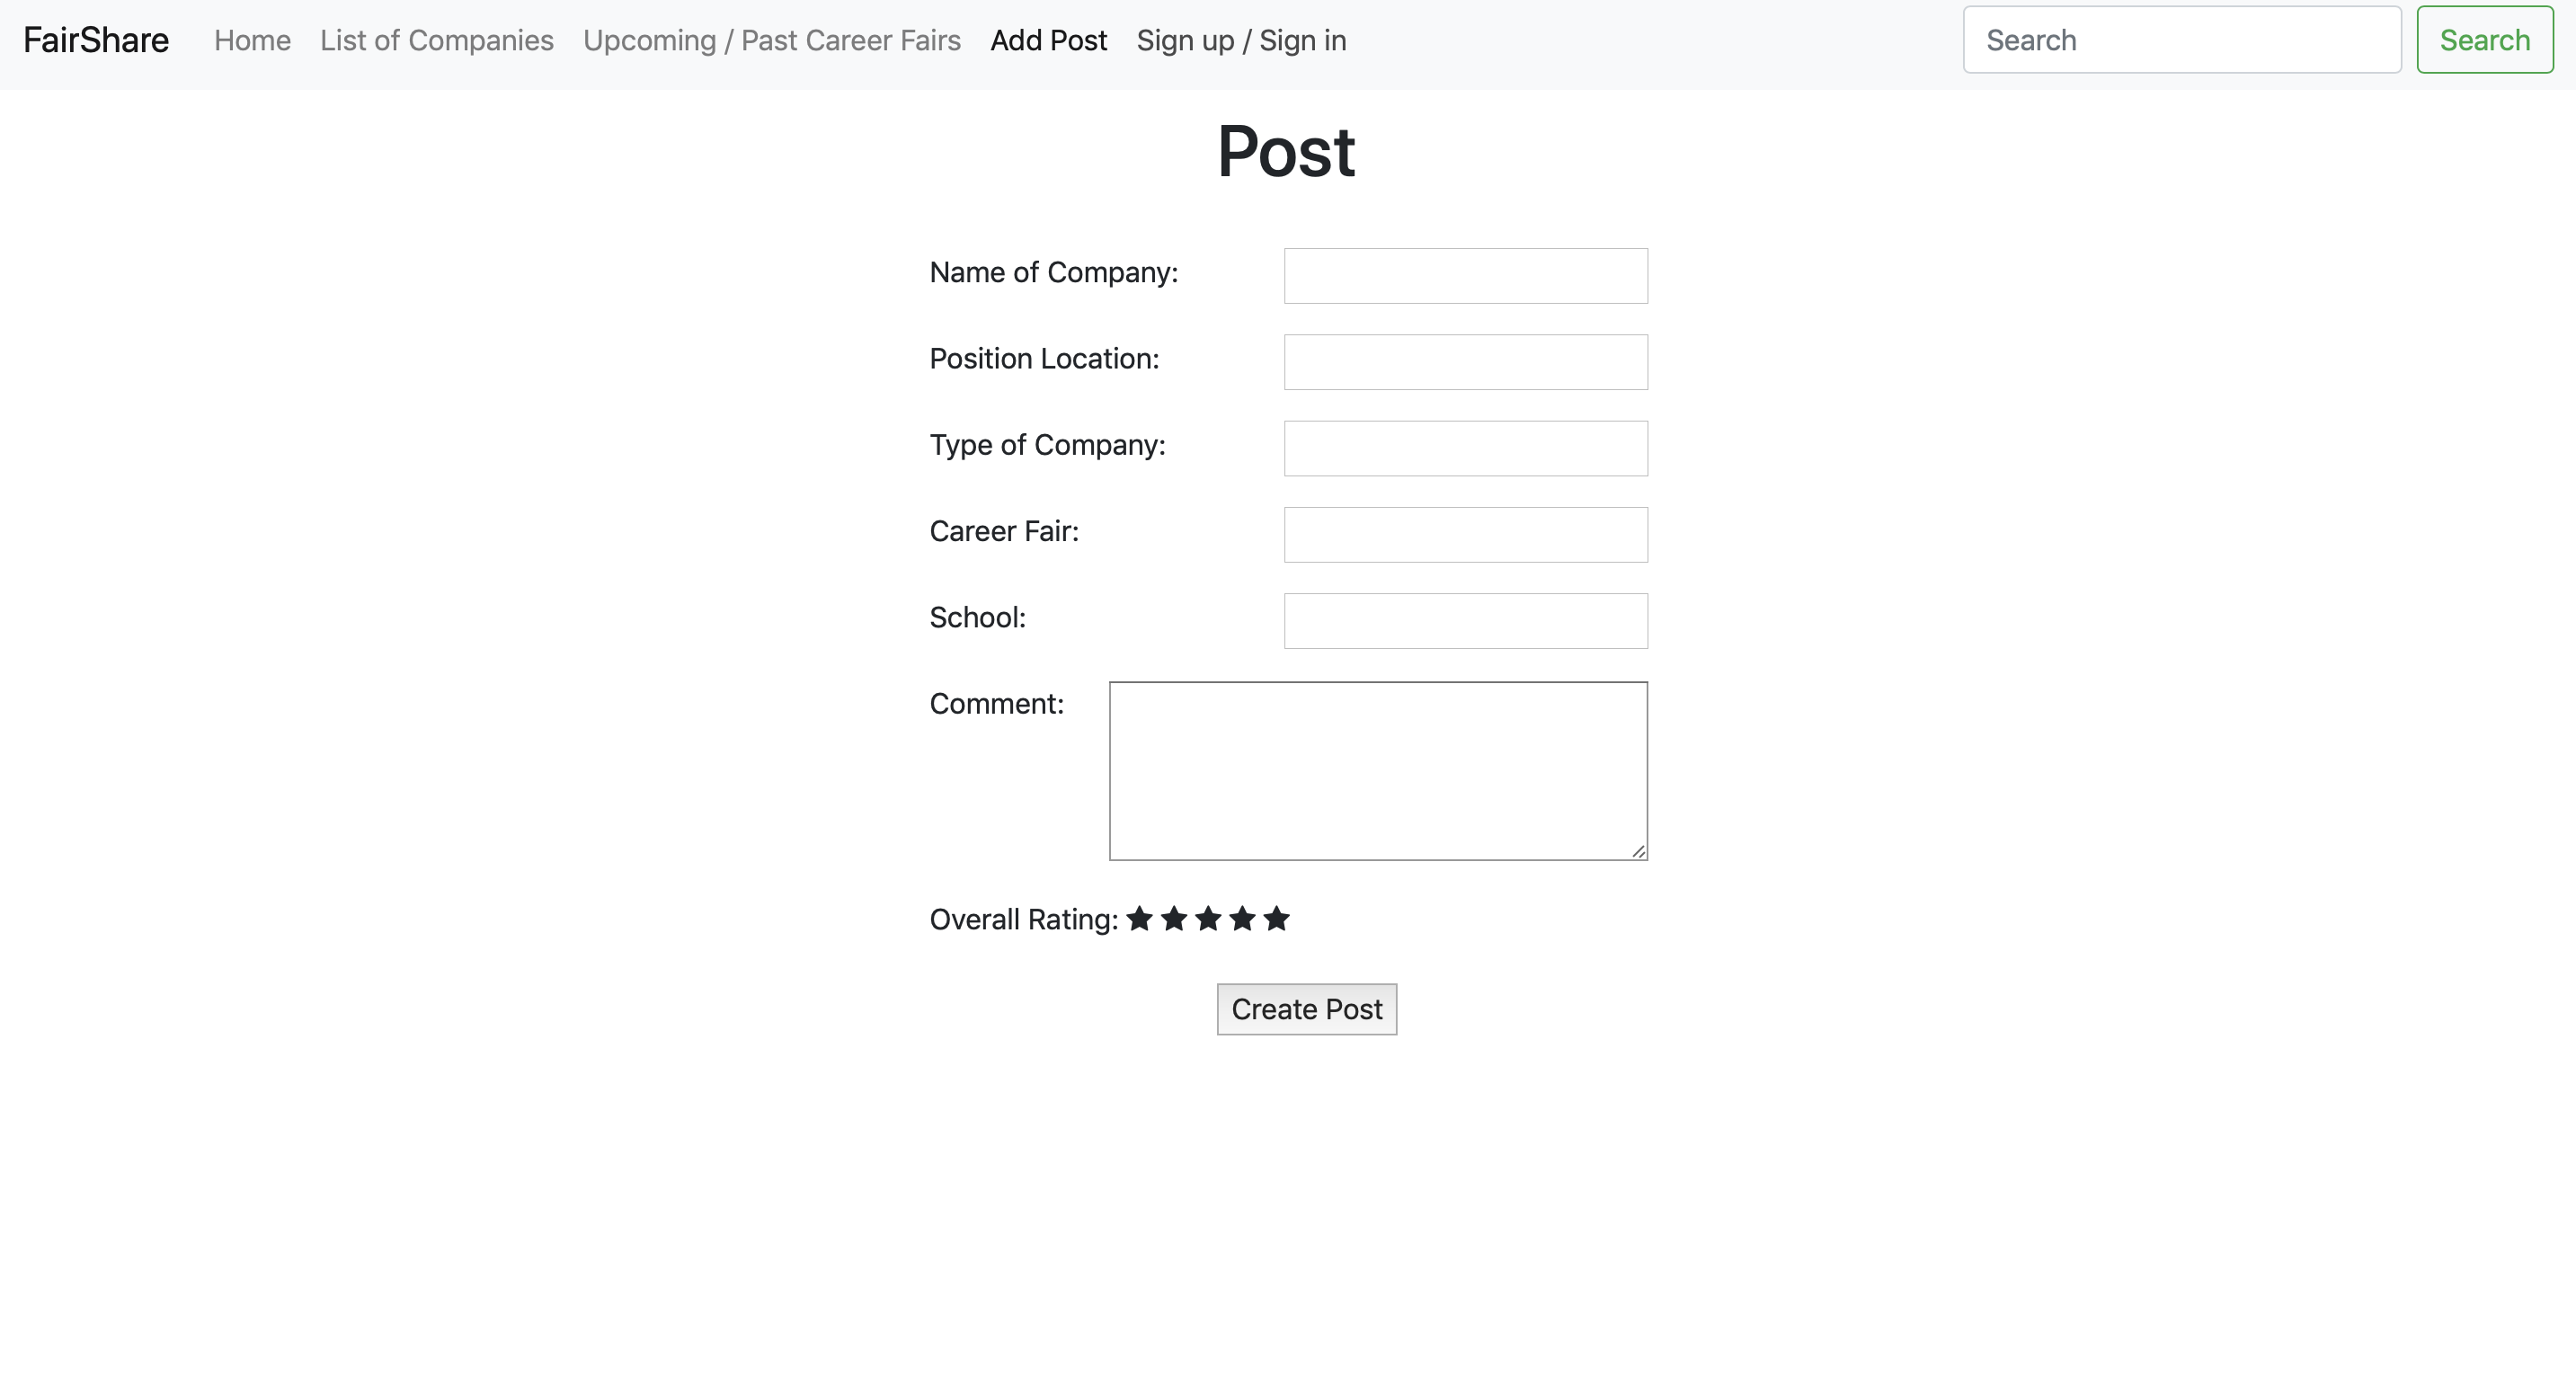 FairShare Home List of Companies Upcoming / Past Career Fairs Add Post Sign up / Sign in Search Search
Post
Name of Company:
Position Location:
Type of Company:
Career Fair:
School:
Comment:
Overall Rating:
Create Post